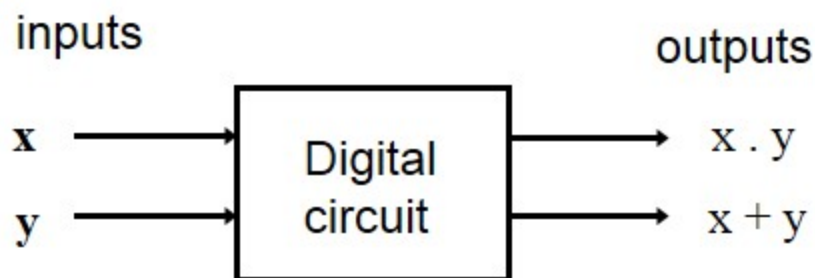 inputs
outputs
x
Digital
circuit
x . y
y
x + y